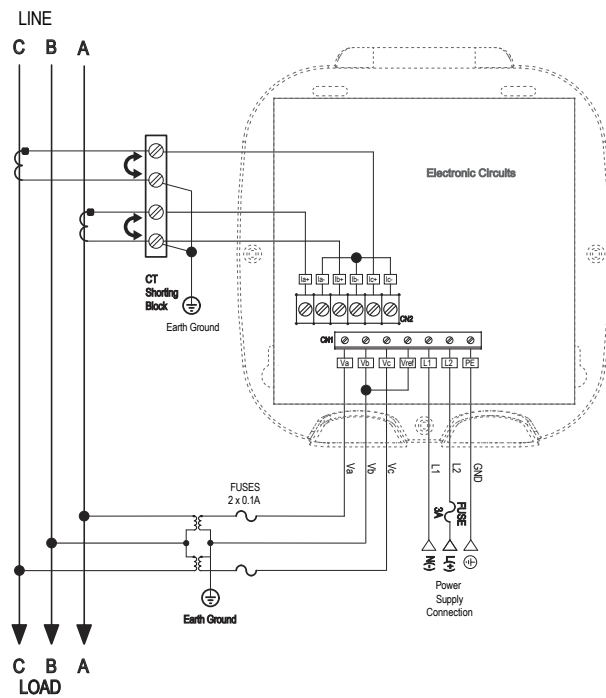 LINE
C B A
Electronic Circuits
CT
Shorting
Block
Earth Ground
Ia+ Ia- Ib+ Ib- Ic+ Ic-
CN2
CN1
Va Vb Vc Vref L1 L2 PE
Va Vb Vc L1 L2 GND
FUSES
2 x 0.1A
FUSE
3A
N(-) L(+)
Power
Supply
Connection
Earth Ground
C B A
LOAD